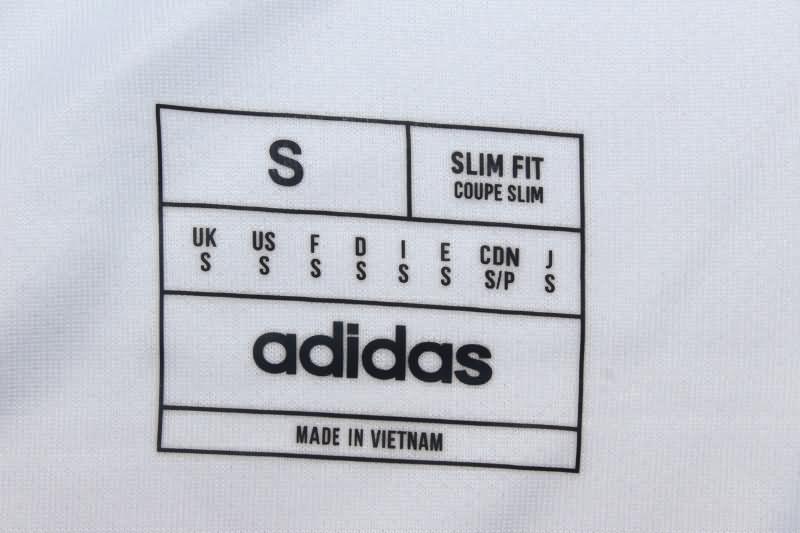 S
SLIM FIT
COUPE SLIM
UK US F D I E CDN J
S S S S S S S/P S
adidas
MADE IN VIETNAM